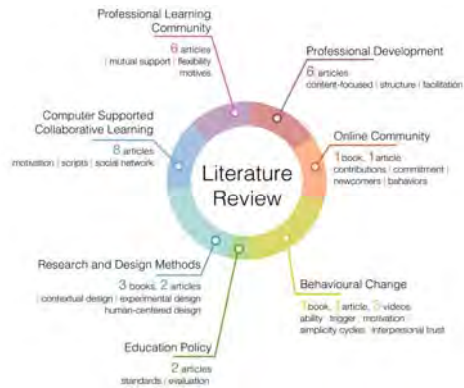 Professional Learning
Community
6 articles
| mutual support | flexibility
motives
Professional Development
6 articles
content-focused | structure | facilitation
Computer Supported
Collaborative Learning
8 articles
motivation | scripts | social network
Online Community
1 book, 1 article
contributions | commitment |
newcomers | behaviors
Literature
Review
Research and Design Methods
3 books, 2 articles
| contextual design | experimental design
human-centered design
Behavioural Change
1 book, 1 article, 3 videos
ability trigger motivation
simplicity cycles interpresonal trust
Education Policy
2 articles
standards | evaluation